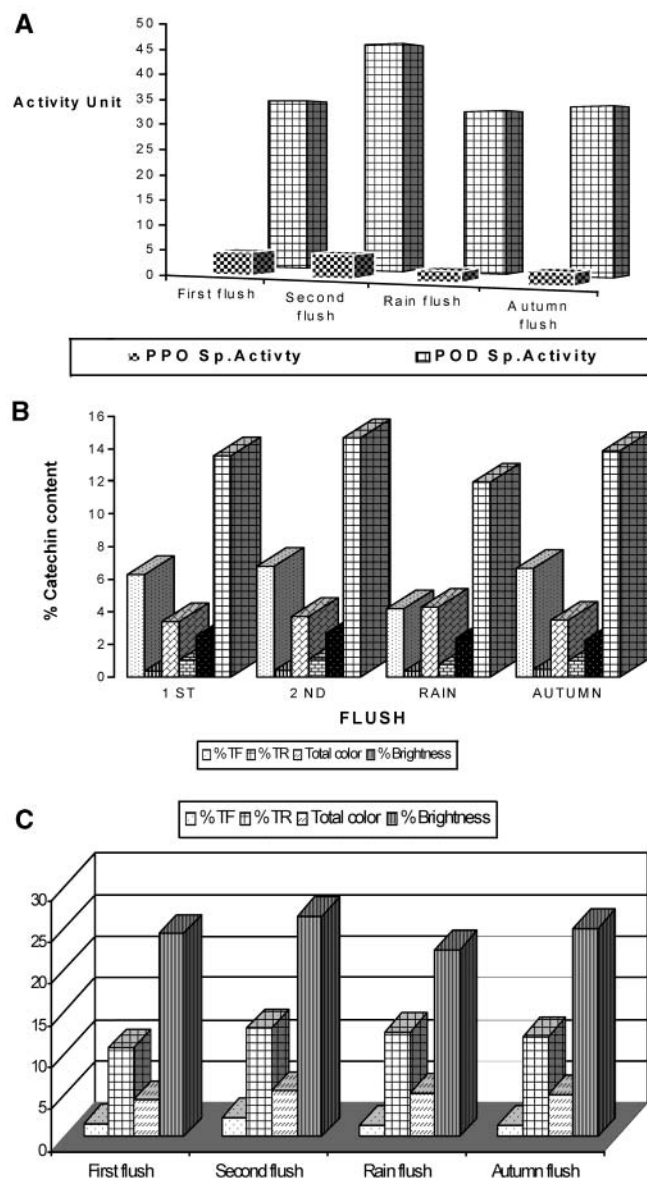 A
50
45
40
35
30
25
20
15
10
5
0
Activity Unit
First flush
Second flush
Rain flush
Autumn flush
PPO Sp.Activty
POD Sp.Activity
B
16
14
12
10
8
6
4
2
0
% Catechin content
1 ST
2 ND
RAIN
AUTUMN
FLUSH
%TF %TR Total color %Brightness
C
%TF %TR Total color %Brightness
30
25
20
15
10
5
0
First flush
Second flush
Rain flush
Autumn flush